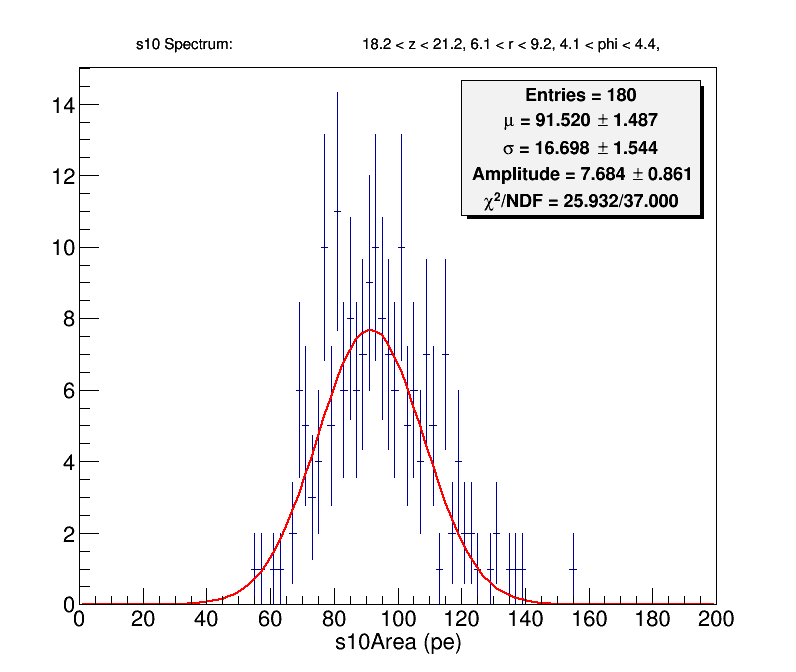 s10 Spectrum: 18.2 < z < 21.2, 6.1 < r < 9.2, 4.1 < phi < 4.4,
Entries = 180
μ = 91.520 ± 1.487
σ = 16.698 ± 1.544
Amplitude = 7.684 ± 0.861
χ²/NDF = 25.932/37.000
14
12
10
8
6
4
2
0
0 20 40 60 80 100 120 140 160 180 200
s10Area (pe)